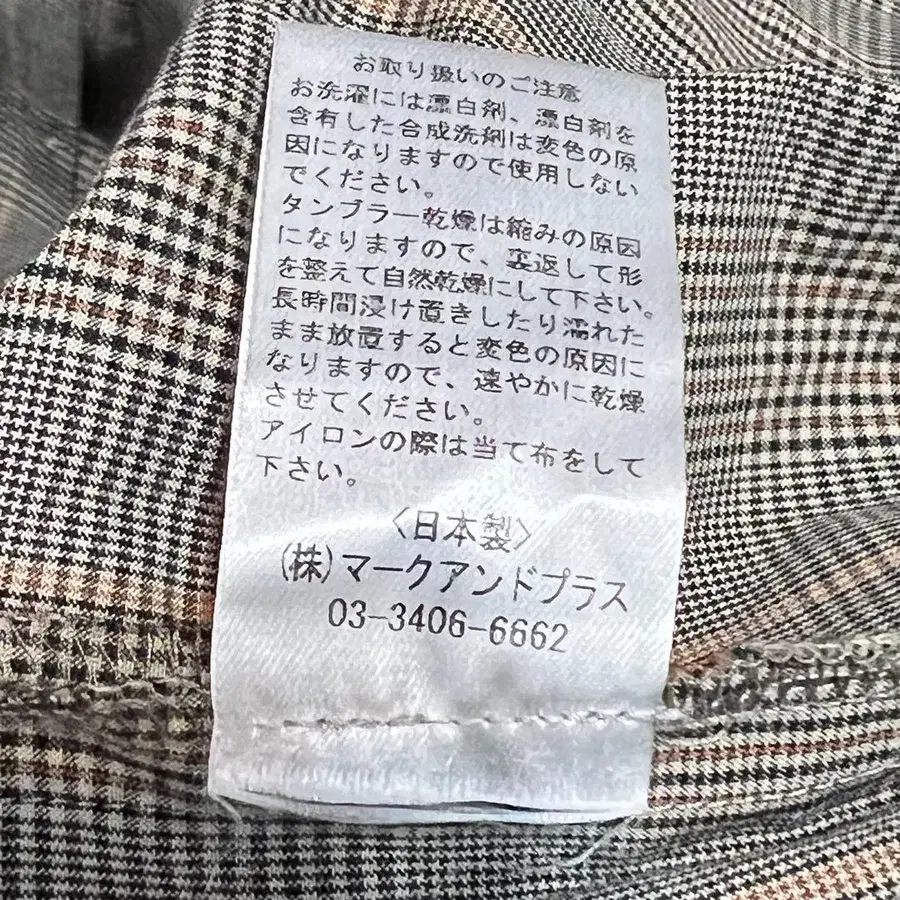 お取り扱いのご注意
お洗濯には漂白剤、漂白剤を
含有した合成洗剤は変色の原
因になりますので使用しない
でください。
タンブラー乾燥は縮みの原因
になりますので、裏返して形
を整えて自然乾燥にして下さい。
長時間浸け置きしたり濡れた
まま放置すると変色の原因に
なりますので、速やかに乾燥
させてください。
アイロンの際は当て布をして
下さい。
〈日本製〉
(株)マークアンドプラス
03-3406-6662